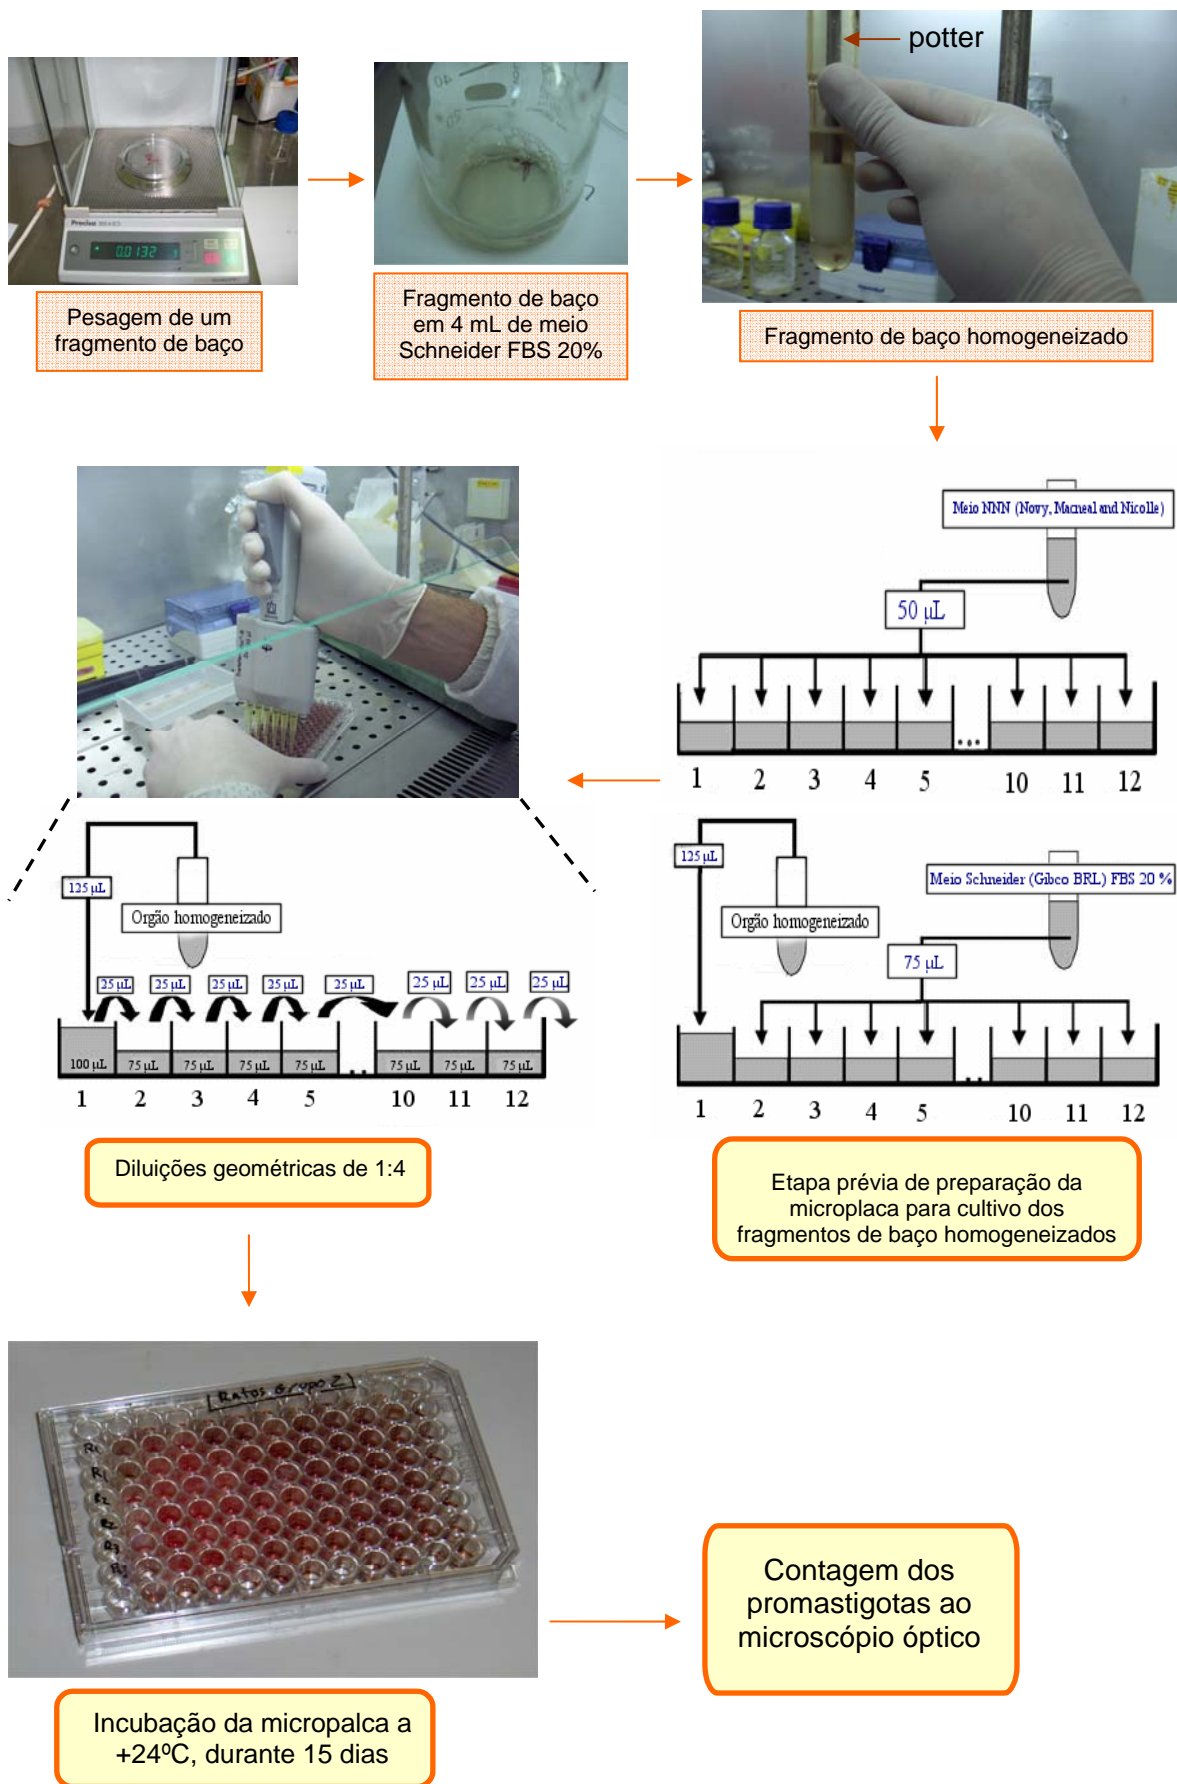 potter
Precisa
0.0132
Pesagem de um
fragmento de baço
Fragmento de baço
em 4 mL de meio
Schneider FBS 20%
Fragmento de baço homogeneizado
Meio NNN (Novy, Macneal and Nicolle)
50 µL
1 2 3 4 5 ... 10 11 12
125 µL
Orgão homogeneizado
Meio Schneider (Gibco BRL) FBS 20 %
75 µL
1 2 3 4 5 .. 10 11 12
Etapa prévia de preparação da
microplaca para cultivo dos
fragmentos de baço homogeneizados
125 µL
Orgão homogeneizado
25 µL 25 µL 25 µL 25 µL 25 µL 25 µL 25 µL 25 µL
100 µL 75 µL 75 µL 75 µL 75 µL .. 75 µL 75 µL 75 µL
1 2 3 4 5 10 11 12
Diluições geométricas de 1:4
Ratos Grupo 2
R1
R1
R2
R2
R3
Incubação da micropalca a
+24ºC, durante 15 dias
Contagem dos
promastigotas ao
microscópio óptico